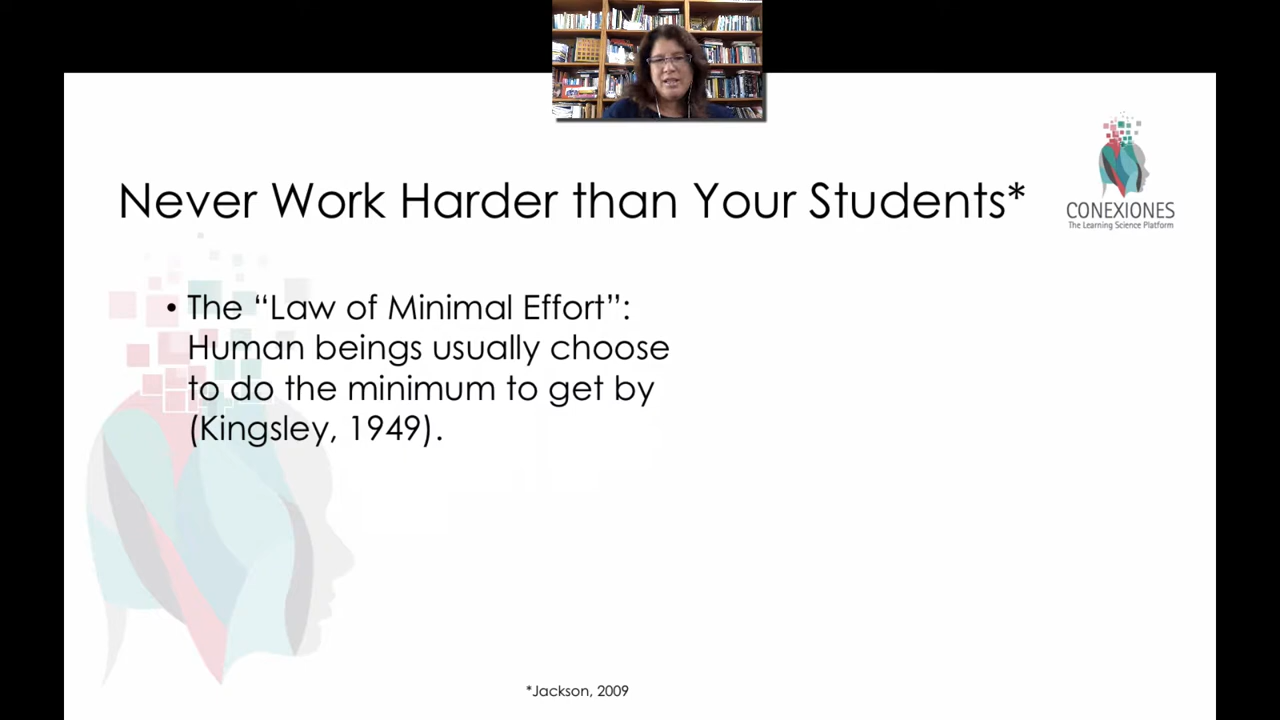 Never Work Harder than Your Students*
CONEXIONES
The Learning Science Platform
• The “Law of Minimal Effort”:
Human beings usually choose
to do the minimum to get by
(Kingsley, 1949).
*Jackson, 2009